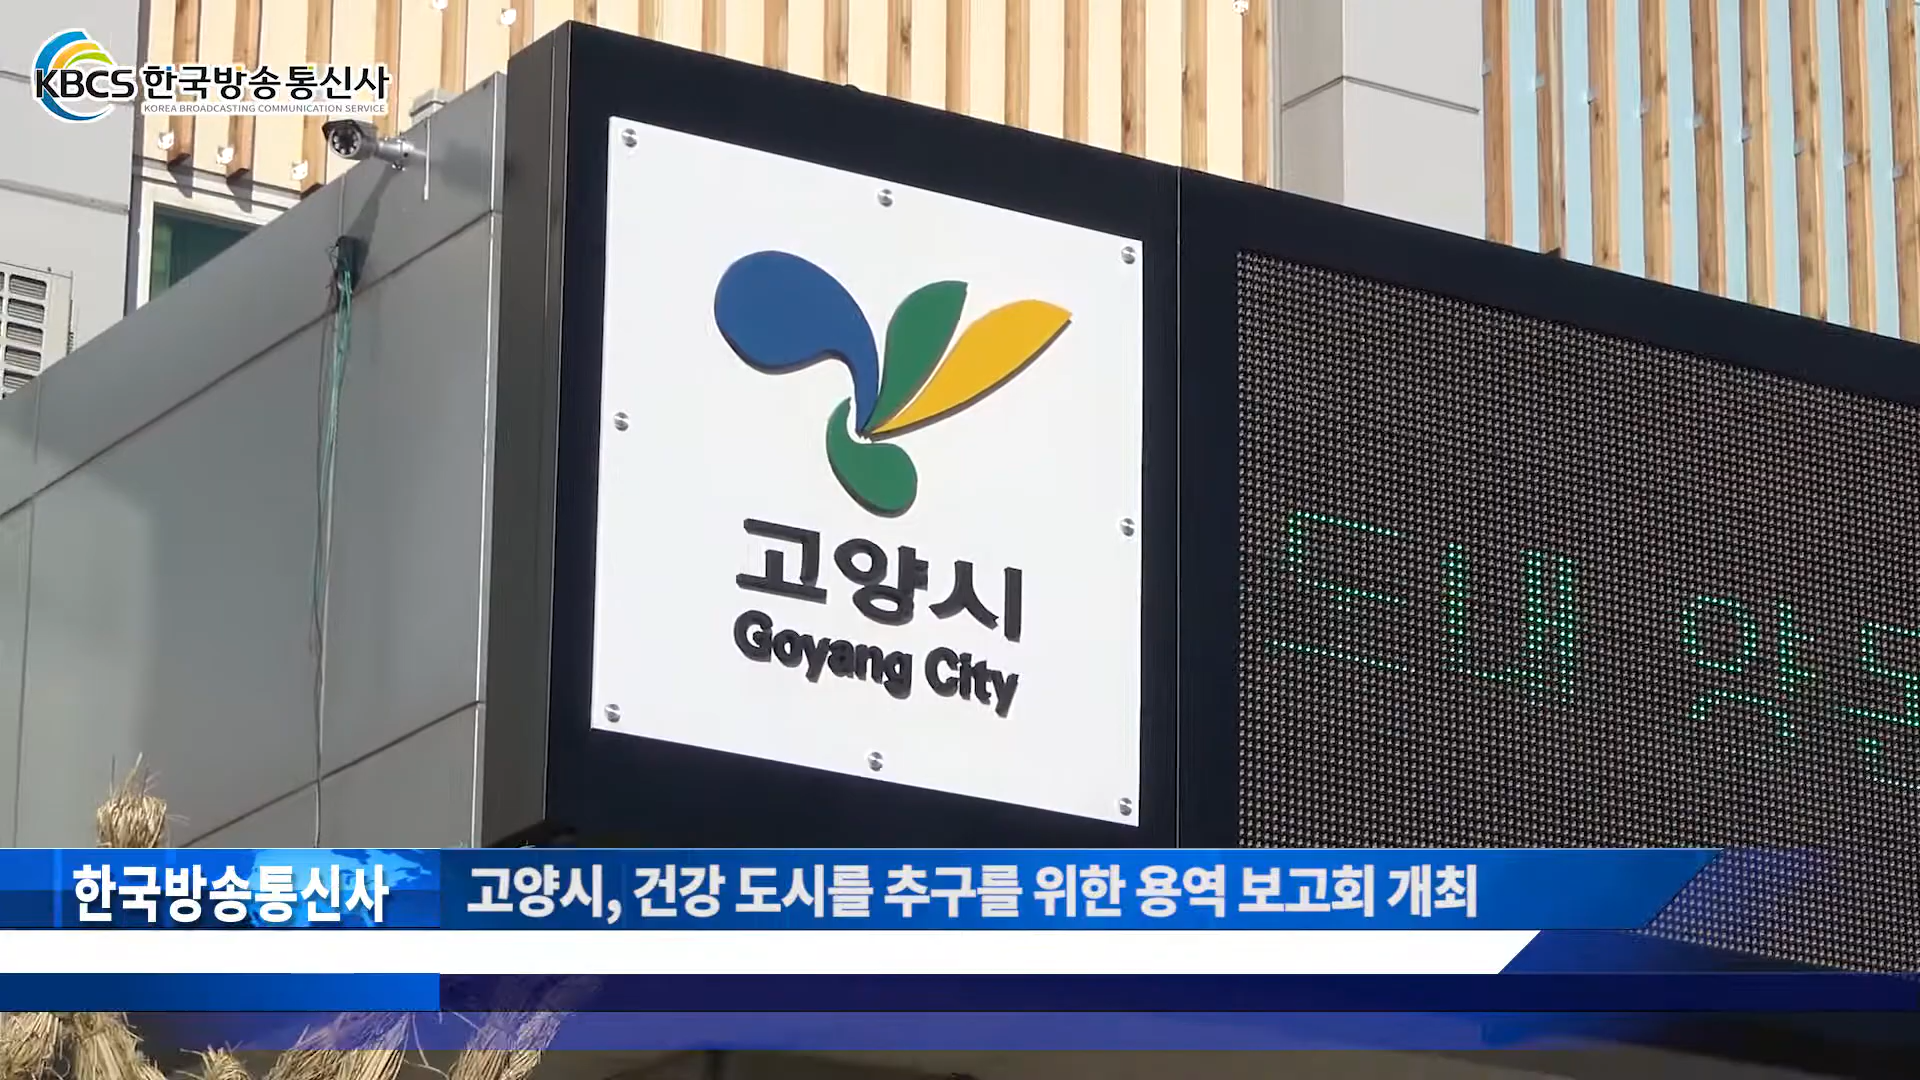 KBCS 한국방송통신사
KOREA BROADCASTING COMMUNICATION SERVICE
고양시
Goyang City
한국방송통신사
고양시, 건강 도시를 추구를 위한 용역 보고회 개최